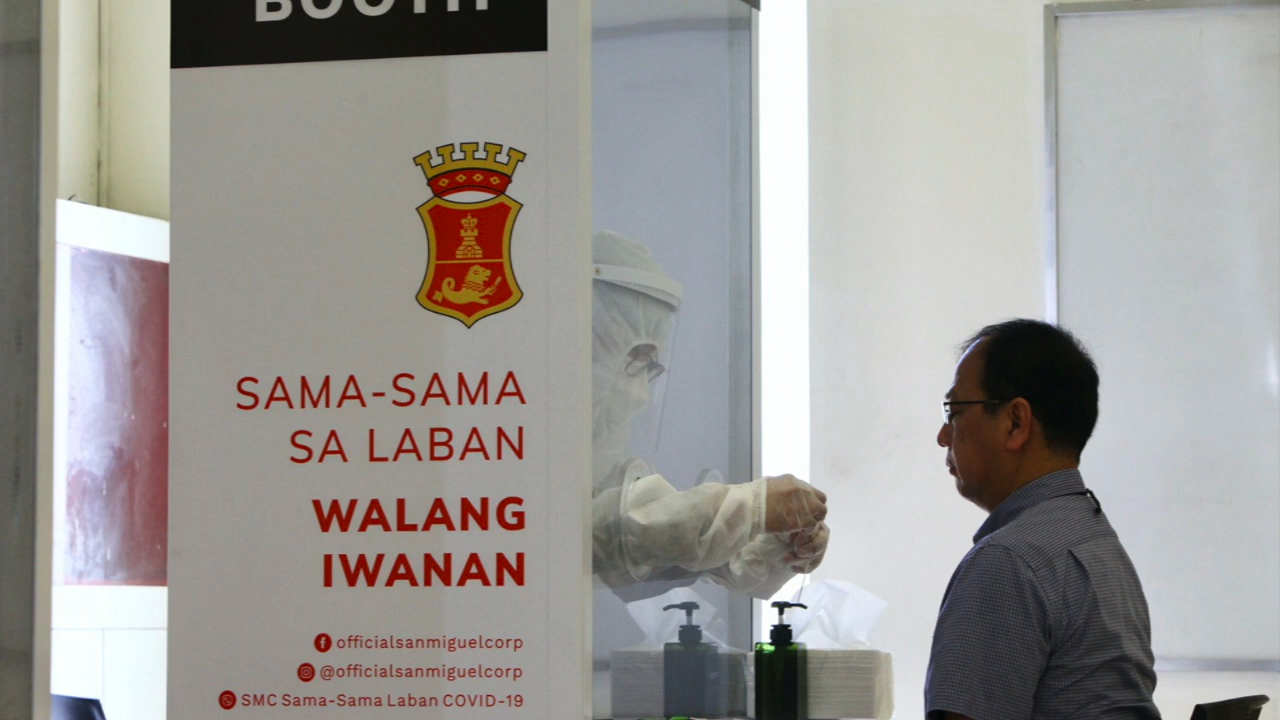 BOOTH
SAMA-SAMA
SA LABAN
WALANG
IWANAN
officialsanmiguelcorp
@officialsanmiguelcorp
SMC Sama-Sama Laban COVID-19